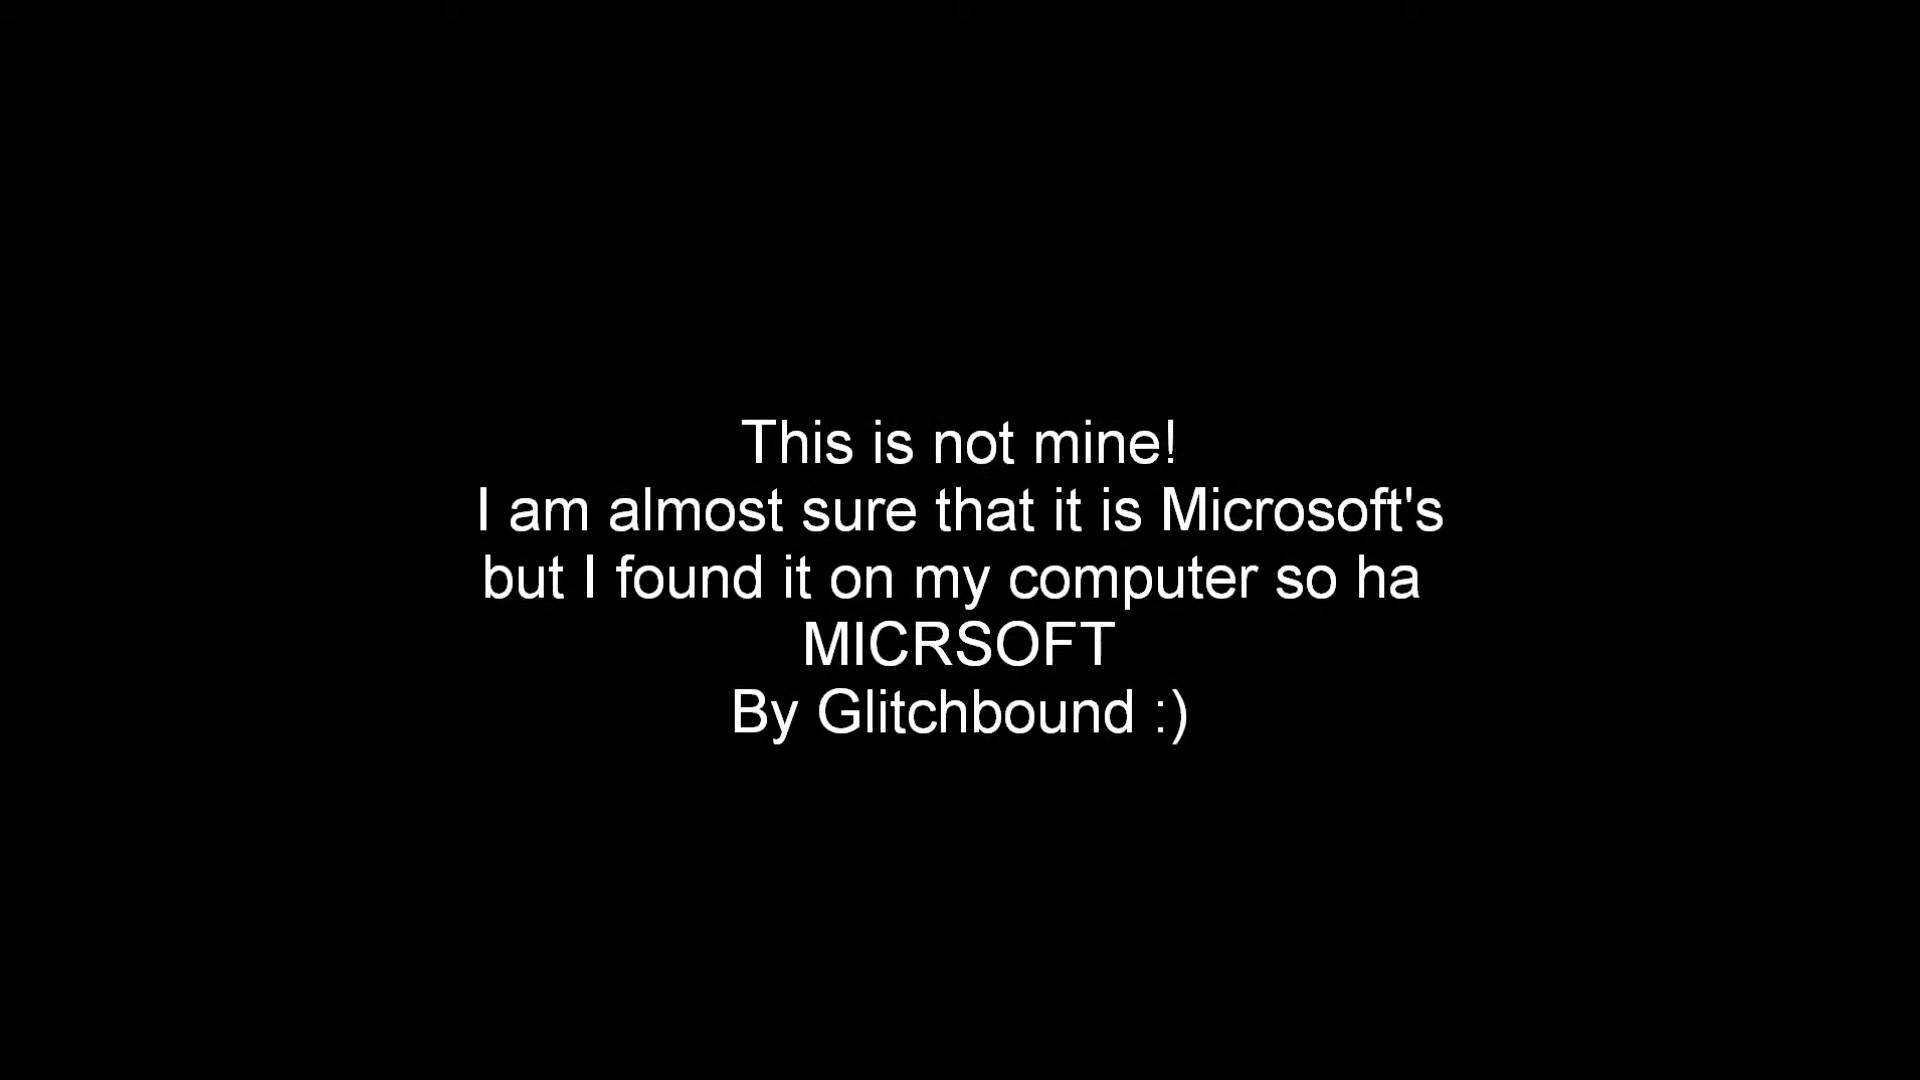 This is not mine!
I am almost sure that it is Microsoft's
but I found it on my computer so ha
MICRSOFT
By Glitchbound :)